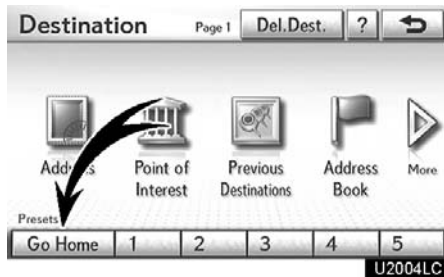 Destination Page 1 Del.Dest. ?
Point of Previous Address More
Interest Destinations Book
Presets
Go Home 1 2 3 4 5
U2004LC